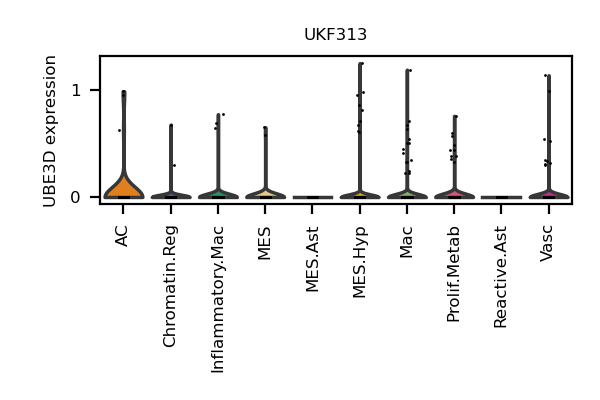 UKF313
UBE3D expression
1
0
AC
Chromatin.Reg
Inflammatory.Mac
MES
MES.Ast
MES.Hyp
Mac
Prolif.Metab
Reactive.Ast
Vasc